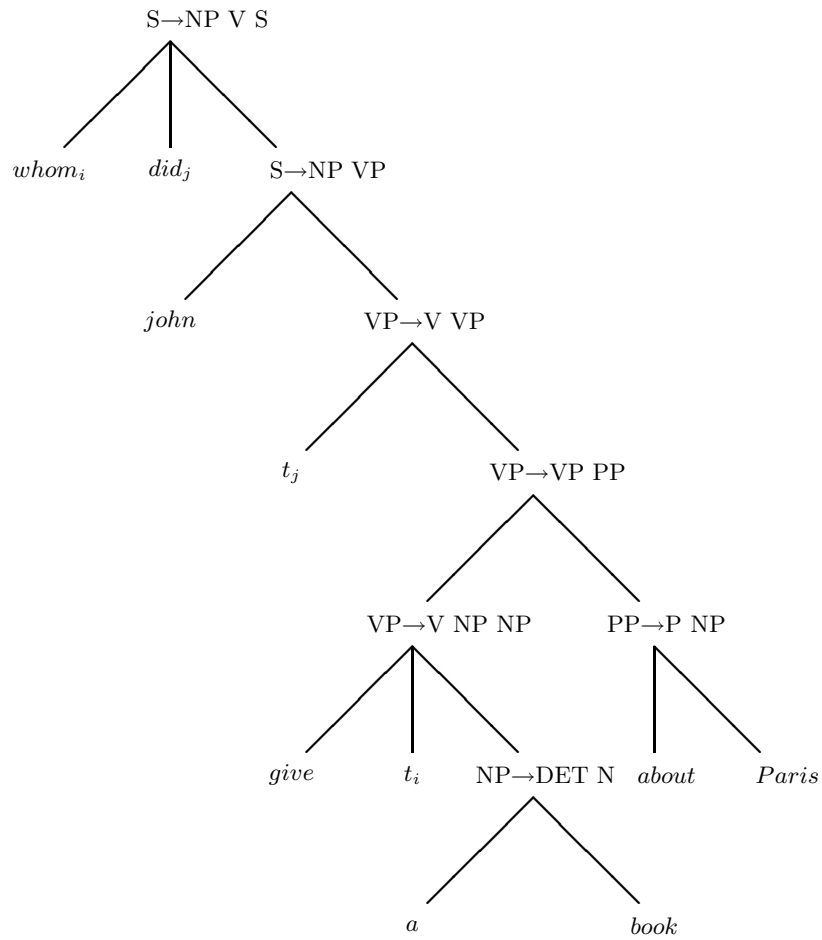 S→NP V S
whomᵢ didⱼ S→NP VP
john VP→V VP
tⱼ VP→VP PP
VP→V NP NP PP→P NP
give tᵢ NP→DET N about Paris
a book